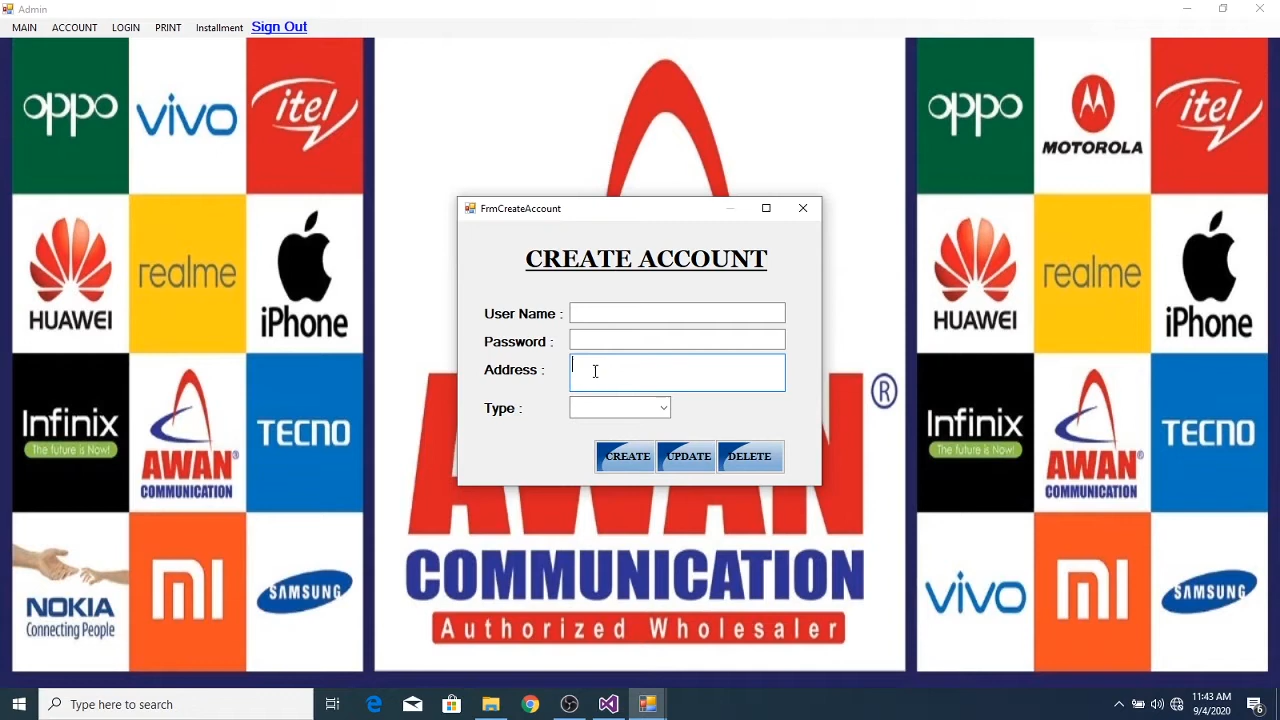 Admin
MAIN ACCOUNT LOGIN PRINT Installment Sign Out
oppo vivo itel
HUAWEI realme iPhone
Infinix
The future is Now!
AWAN
COMMUNICATION
TECNO
NOKIA
Connecting People
mi
SAMSUNG
AWAN
®
COMMUNICATION
Authorized Wholesaler
FrmCreateAccount
CREATE ACCOUNT
User Name :
Password :
Address :
Type :
CREATE UPDATE DELETE
oppo MOTOROLA itel
HUAWEI realme iPhone
Infinix
The future is Now!
AWAN
COMMUNICATION
TECNO
vivo mi SAMSUNG
Type here to search
11:43 AM
9/4/2020
6